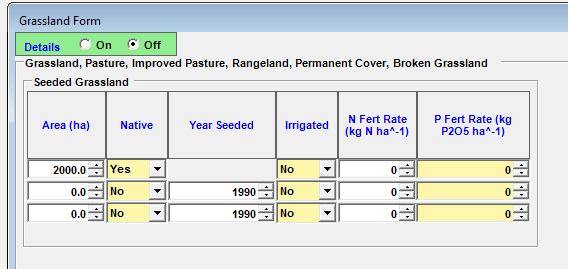 Grassland Form
Details On Off
Grassland, Pasture, Improved Pasture, Rangeland, Permanent Cover, Broken Grassland
Seeded Grassland
Area (ha) Native Year Seeded Irrigated N Fert Rate (kg N ha^-1) P Fert Rate (kg P2O5 ha^-1)
2000.0 Yes No 0 0
0.0 No 1990 No 0 0
0.0 No 1990 No 0 0